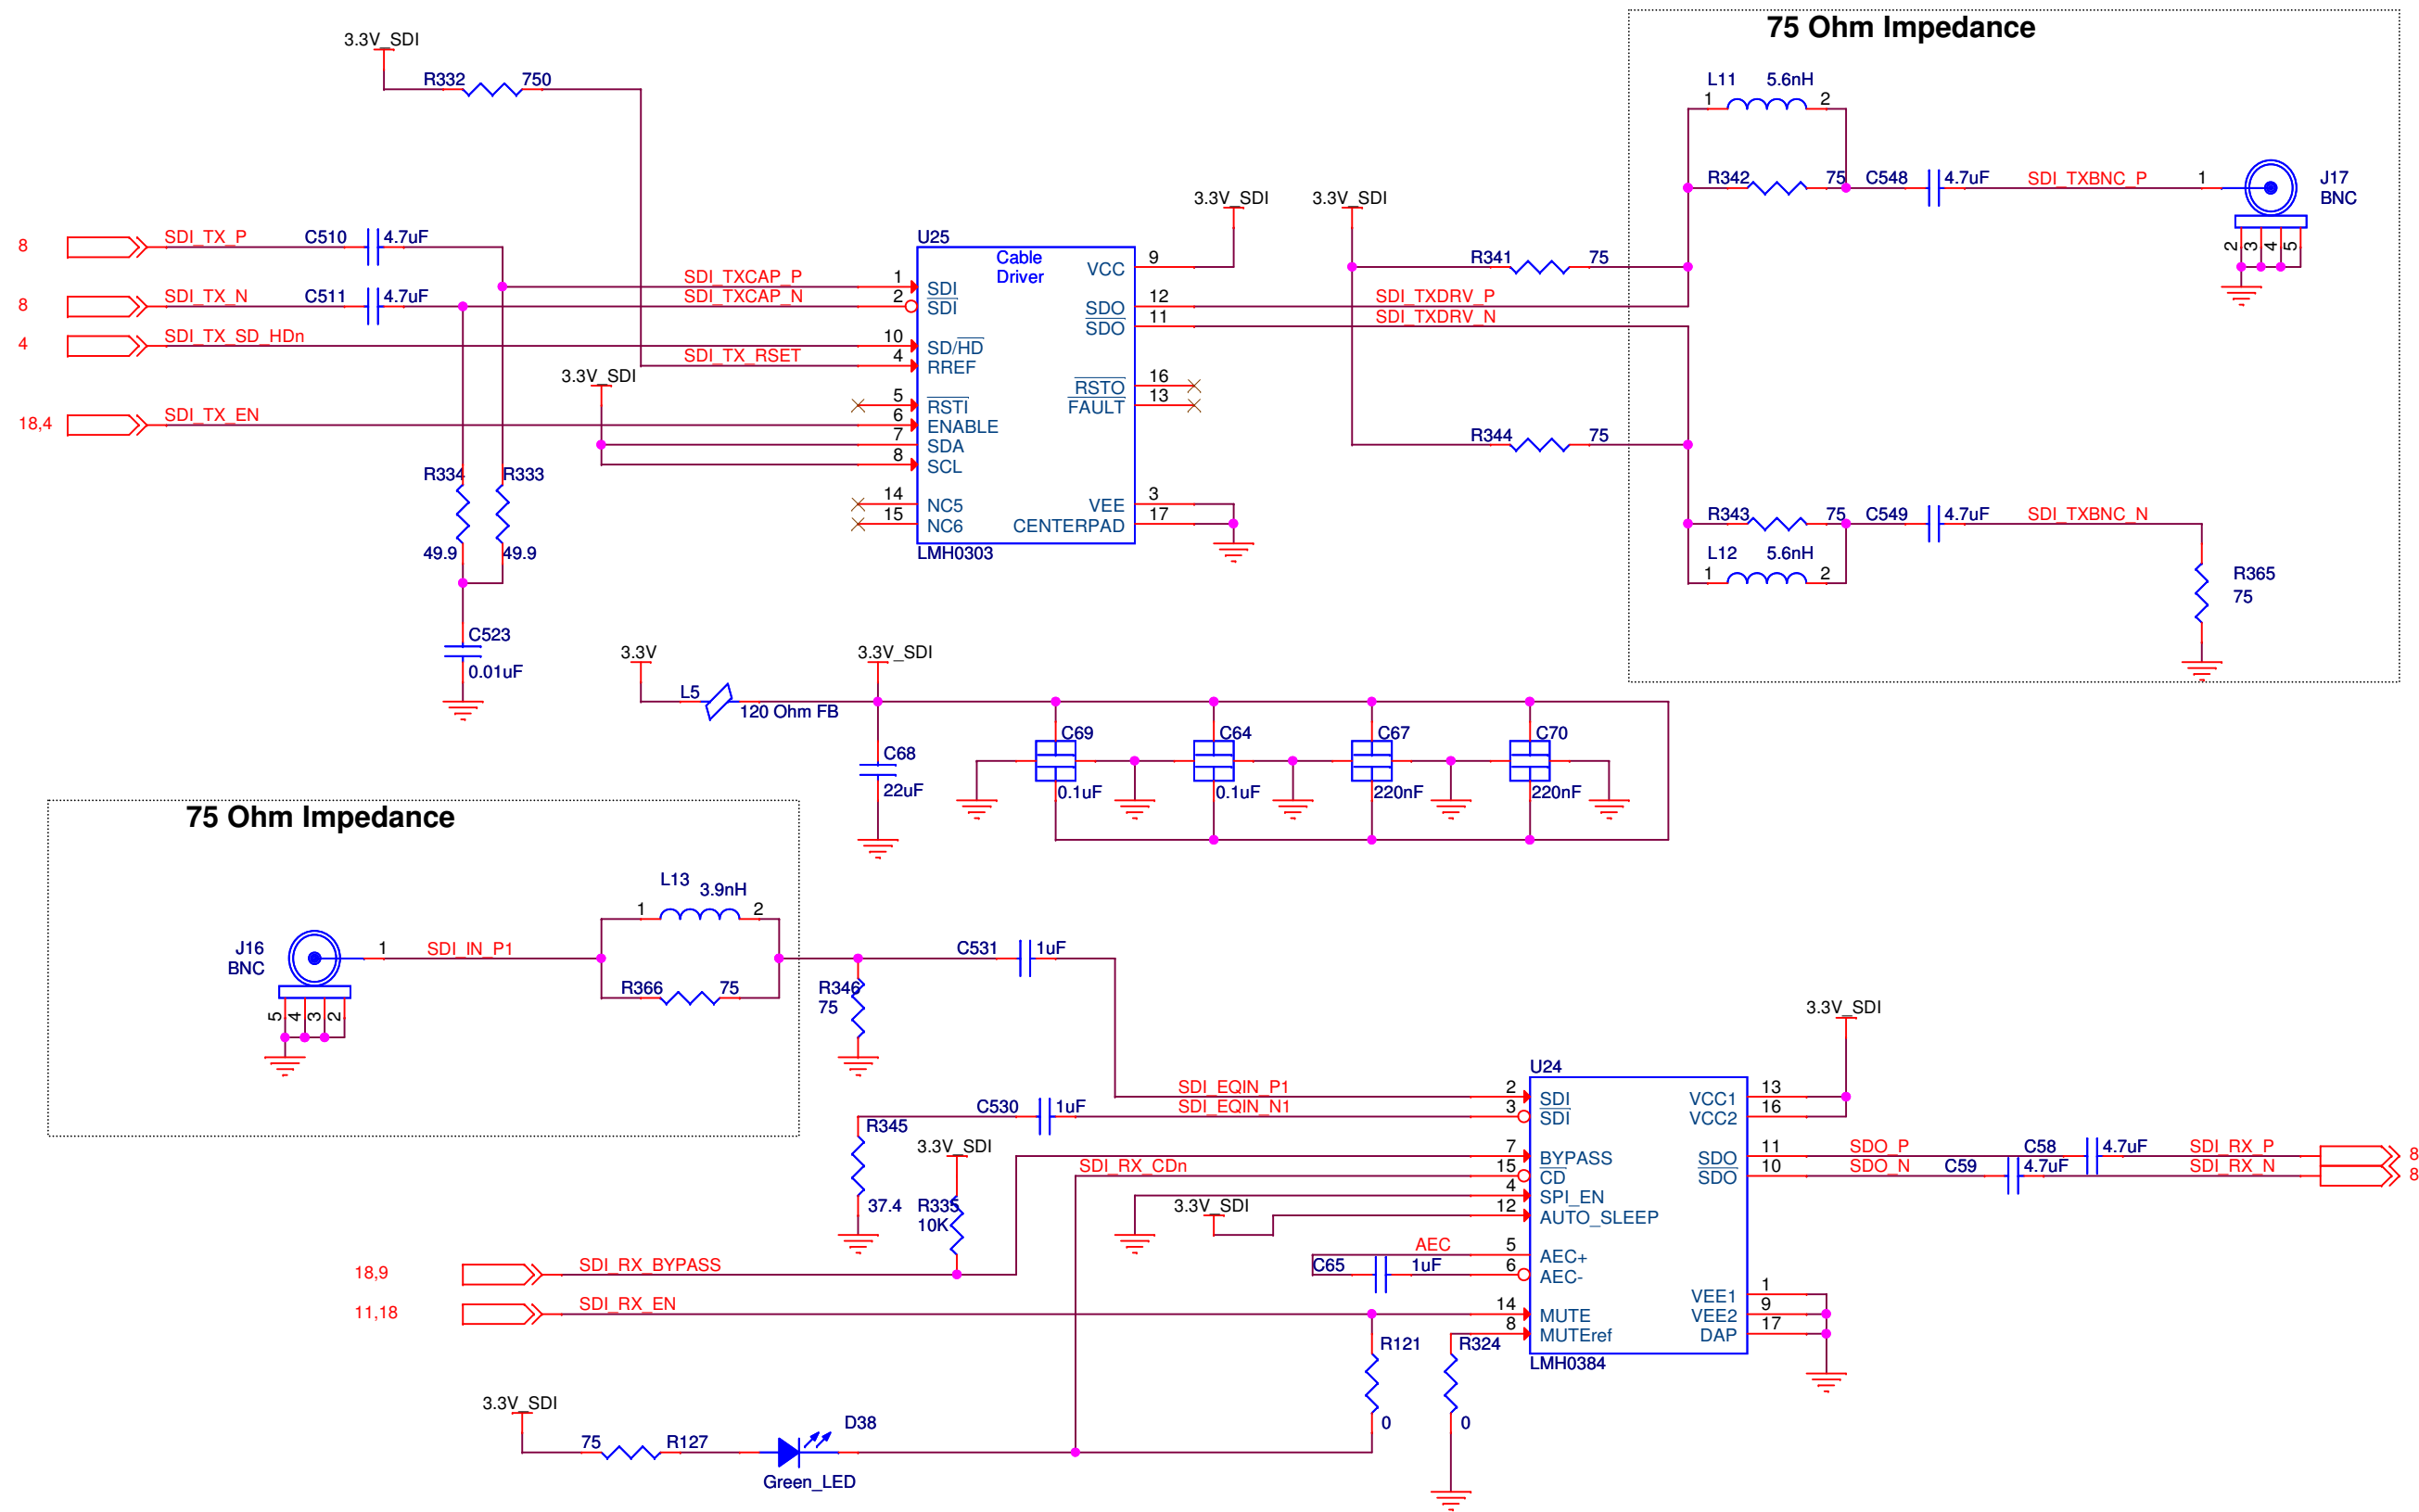 75 Ohm Impedance
3.3V_SDI
R332 750
L11 5.6nH
1 2
R342 75 C548 4.7uF SDI_TXBNC_P 1
J17
BNC
2 3 4 5
8 SDI_TX_P C510 4.7uF
8 SDI_TX_N C511 4.7uF
4 SDI_TX_SD_HDn
18,4 SDI_TX_EN
SDI_TXCAP_P
SDI_TXCAP_N
SDI_TX_RSET
3.3V_SDI
U25
Cable
Driver
1 SDI
2 SDI
10 SD/HD
4 RREF
5 RSTI
6 ENABLE
7 SDA
8 SCL
14 NC5
15 NC6
VCC 9
SDO 12
SDO 11
RSTO 16
FAULT 13
VEE 3
CENTERPAD 17
LMH0303
3.3V_SDI
3.3V_SDI
R341 75
SDI_TXDRV_P
SDI_TXDRV_N
R344 75
R343 75 C549 4.7uF SDI_TXBNC_N
L12 5.6nH
1 2
R365
75
R334 R333
49.9 49.9
C523
0.01uF
3.3V
3.3V_SDI
L5
120 Ohm FB
C68
22uF
C69
0.1uF
C64
0.1uF
C67
220nF
C70
220nF
75 Ohm Impedance
L13 3.9nH
1 2
J16
BNC
1 SDI_IN_P1
5 4 3 2
R366 75
R346
75
C531 1uF
SDI_EQIN_P1
C530 1uF SDI_EQIN_N1
R345
37.4
3.3V_SDI
R335
10K
SDI_RX_CDn
3.3V_SDI
AEC
C65 1uF
18,9 SDI_RX_BYPASS
11,18 SDI_RX_EN
U24
2 SDI
3 SDI
7 BYPASS
15 CD
4 SPI_EN
12 AUTO_SLEEP
5 AEC+
6 AEC-
14 MUTE
8 MUTEref
VCC1 13
VCC2 16
SDO 11
SDO 10
VEE1 1
VEE2 9
DAP 17
LMH0384
3.3V_SDI
SDO_P C58 4.7uF SDI_RX_P 8
SDO_N C59 4.7uF SDI_RX_N 8
R121
0
R324
0
3.3V_SDI
75 R127
D38
Green_LED